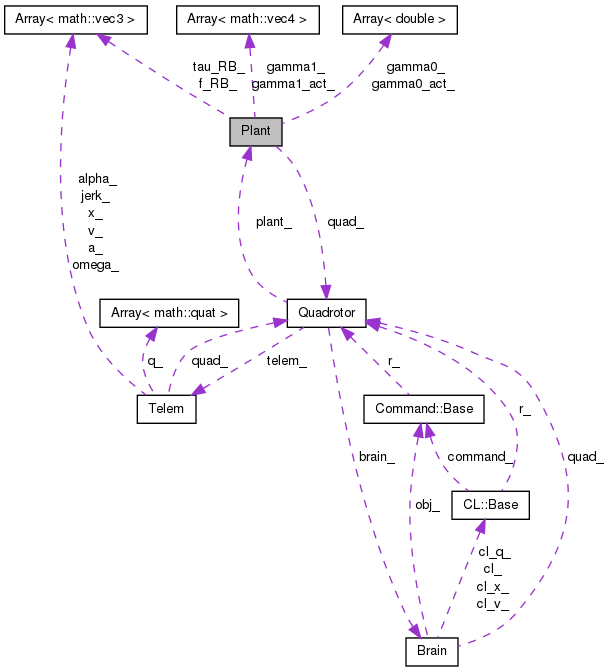 Array< math::vec3 >
Array< math::vec4 >
Array< double >
tau_RB_
f_RB_
gamma1_
gamma1_act_
gamma0_
gamma0_act_
Plant
alpha_
jerk_
x_
v_
a_
omega_
plant_
quad_
Array< math::quat >
Quadrotor
q_
quad_
telem_
r_
Telem
Command::Base
r_
brain_
command_
quad_
obj_
CL::Base
cl_q_
cl_
cl_x_
cl_v_
Brain